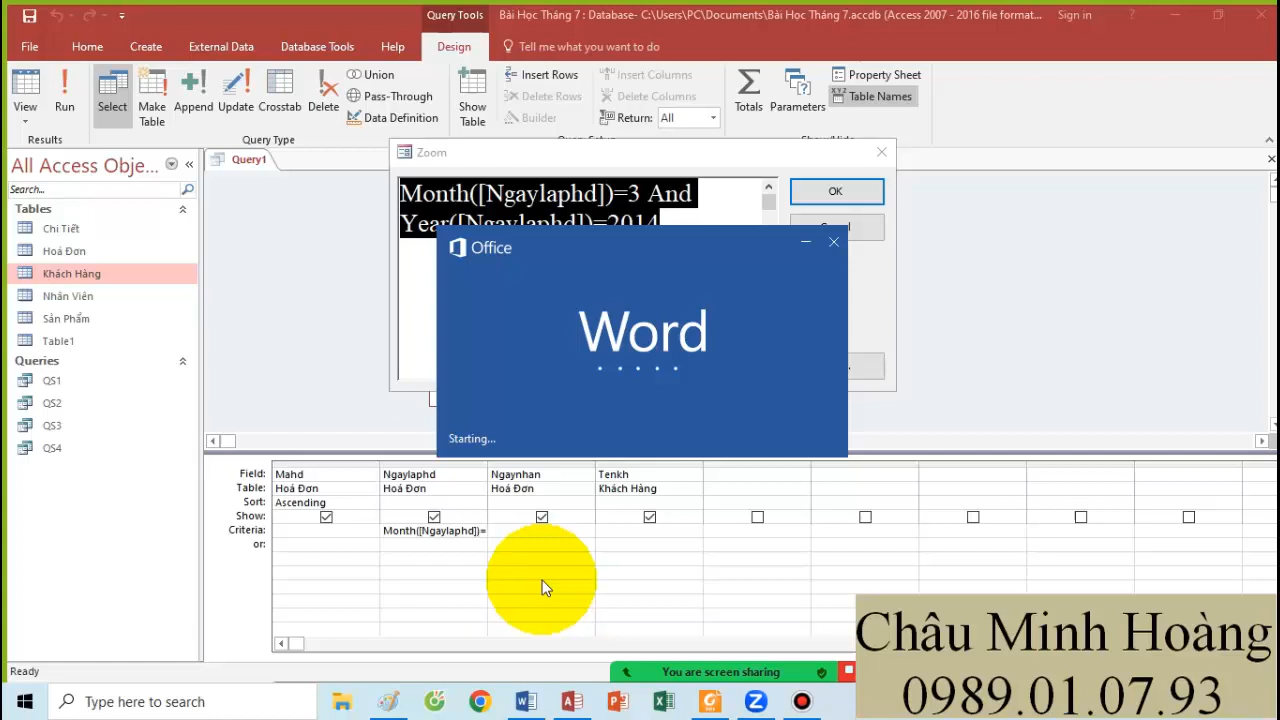 Query Tools
Bài Học Tháng 7 : Database- C:\Users\PC\Documents\Bài Học Tháng 7.accdb (Access 2007 - 2016 file format...
Sign in
File Home Create External Data Database Tools Help Design Tell me what you want to do
View
Run
Select
Make Table
Append
Update
Crosstab
Delete
Union
Pass-Through
Data Definition
Show Table
Insert Rows
Delete Rows
Builder
Insert Columns
Delete Columns
Return: All
Totals
Parameters
Property Sheet
Table Names
Results
Query Type
All Access Obje...
Search...
Tables
Chi Tiết
Hoá Đơn
Khách Hàng
Nhân Viên
Sản Phẩm
Table1
Queries
QS1
QS2
QS3
QS4
Query1
Zoom
Month([Ngaylaphd])=3 And
Year([Ngaylaphd])=2014
OK
Office
Word
Starting...
Field: Mahd Ngaylaphd Ngaynhan Tenkh
Table: Hoá Đơn Hoá Đơn Hoá Đơn Khách Hàng
Sort: Ascending
Show:
Criteria: Month([Ngaylaphd])=
or:
Ready
You are screen sharing
Type here to search
Châu Minh Hoàng
0989.01.07.93